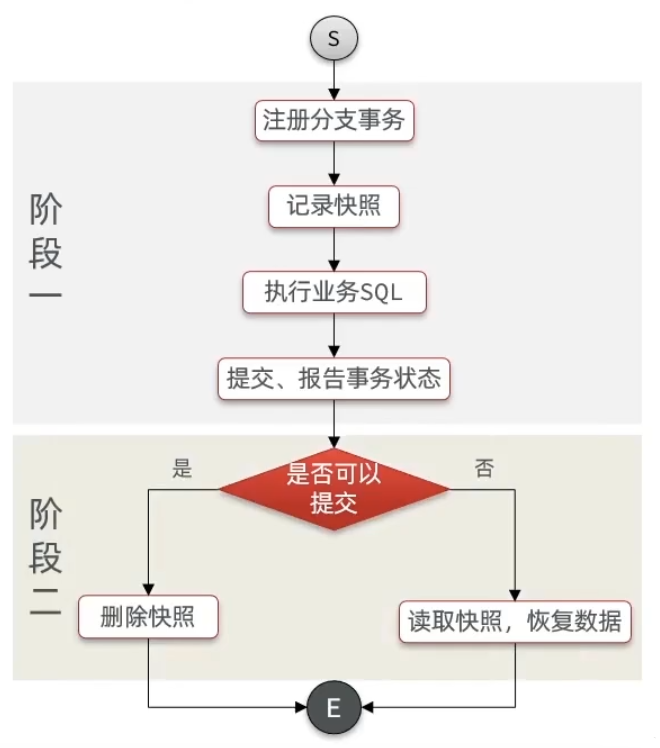 S
阶段一
注册分支事务
记录快照
执行业务SQL
提交、报告事务状态
阶段二
是否可以
提交
是
否
删除快照
读取快照，恢复数据
E